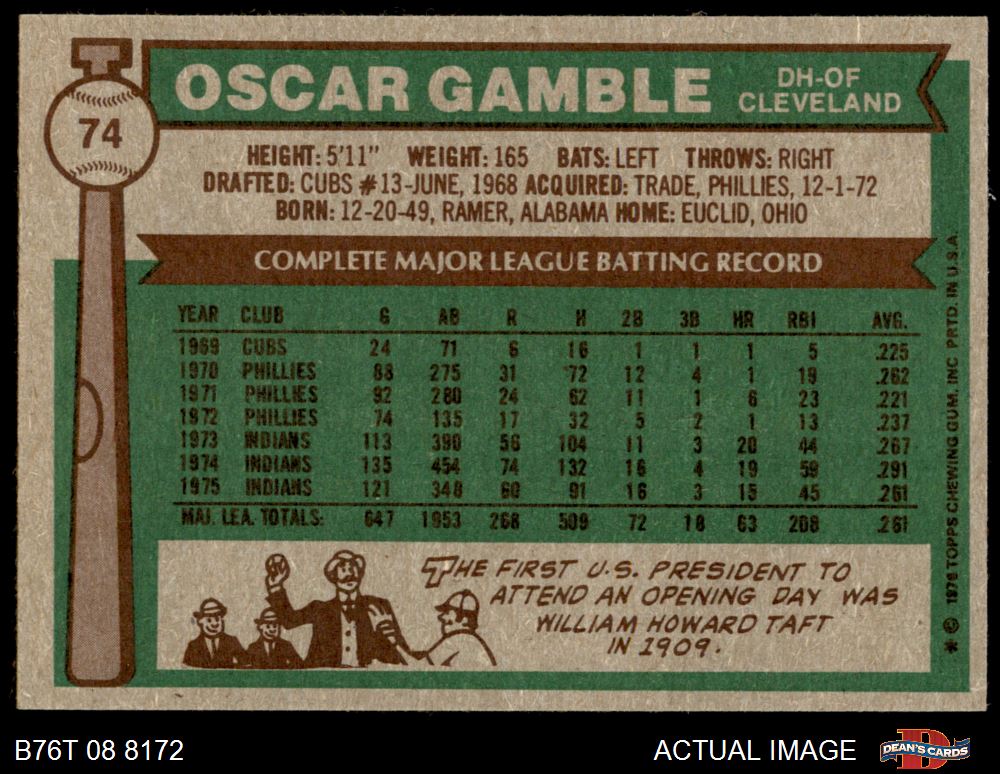 74
OSCAR GAMBLE
DH-OF
CLEVELAND
HEIGHT: 5'11" WEIGHT: 165 BATS: LEFT THROWS: RIGHT
DRAFTED: CUBS #13-JUNE, 1968 ACQUIRED: TRADE, PHILLIES, 12-1-72
BORN: 12-20-49, RAMER, ALABAMA HOME: EUCLID, OHIO
COMPLETE MAJOR LEAGUE BATTING RECORD
YEAR CLUB G AB R H 2B 3B HR RBI AVG.
1969 CUBS 24 71 6 16 1 1 1 5 .225
1970 PHILLIES 88 275 31 72 12 4 1 19 .262
1971 PHILLIES 92 280 24 62 11 1 6 23 .221
1972 PHILLIES 74 135 17 32 5 2 1 13 .237
1973 INDIANS 113 390 56 104 11 3 20 44 .267
1974 INDIANS 135 454 74 132 16 4 19 59 .291
1975 INDIANS 121 348 60 91 16 3 15 45 .261
MAJ. LEA. TOTALS: 647 1953 268 509 72 18 63 208 .261
THE FIRST U.S. PRESIDENT TO
ATTEND AN OPENING DAY WAS
WILLIAM HOWARD TAFT
IN 1909.
* © 1976 TOPPS CHEWING GUM, INC. PRTD. IN U.S.A.
B76T 08 8172
ACTUAL IMAGE
DEAN'S CARDS